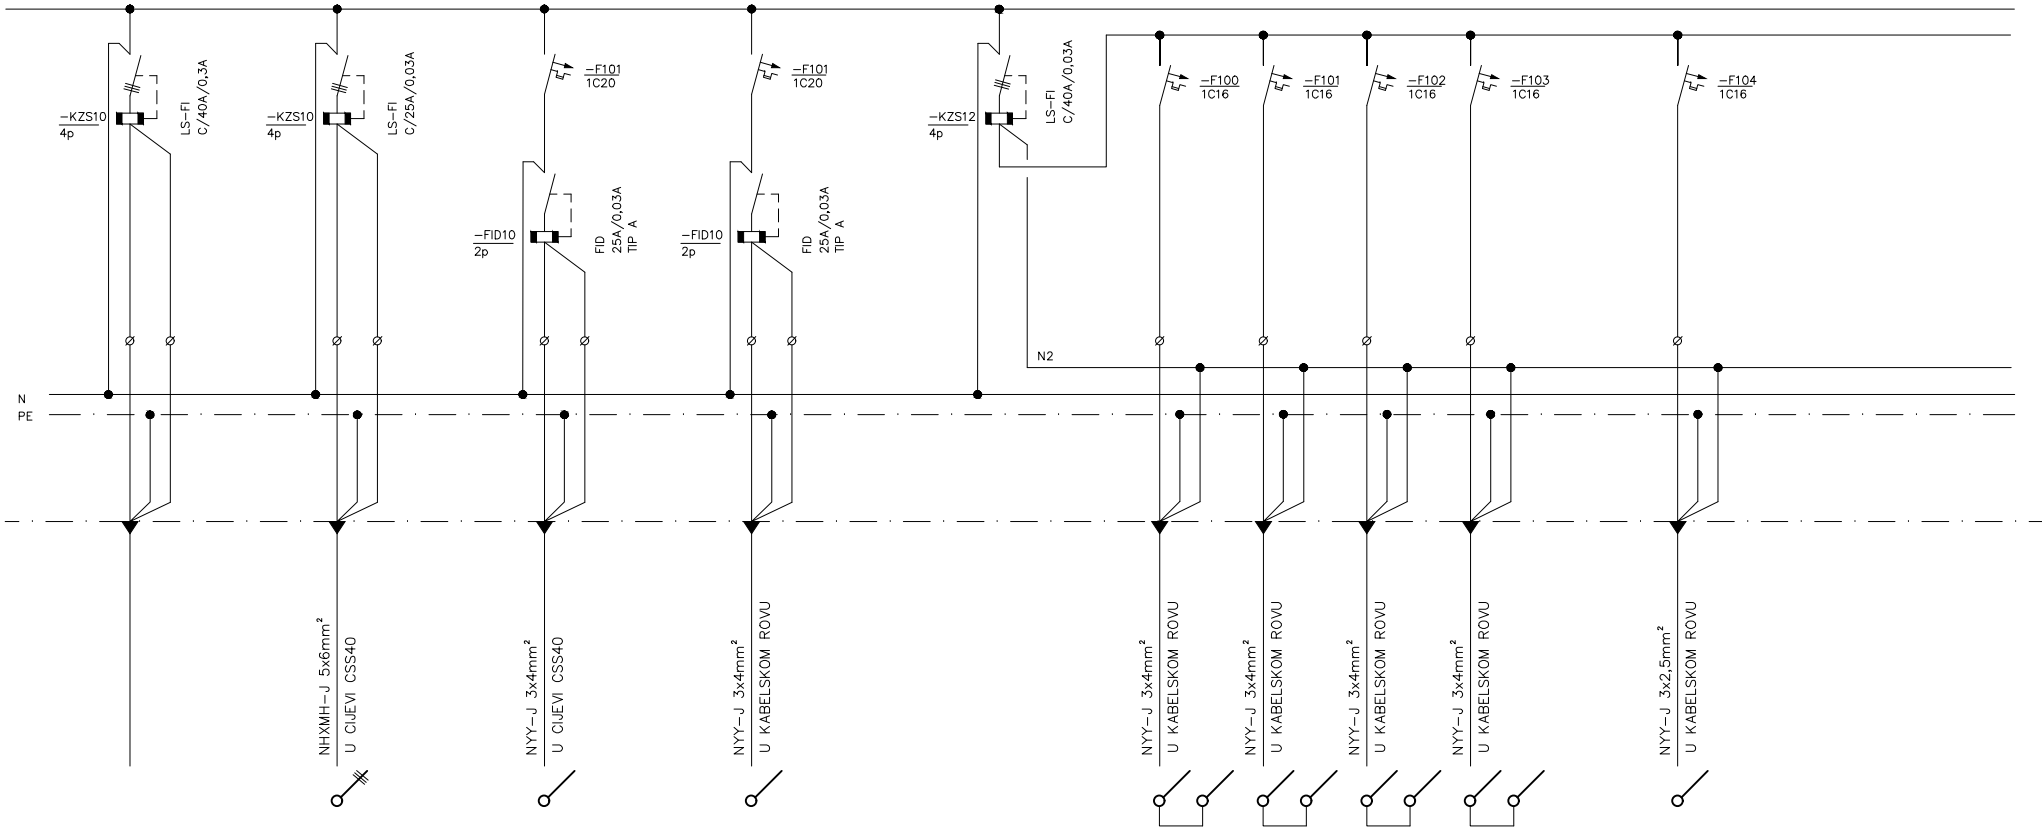 -KZS10
4p
LS-FI
C/40A/0,3A
-KZS10
4p
LS-FI
C/25A/0,03A
-F101
1C20
-FID10
2p
FID
25A/0,03A
TIP A
-F101
1C20
-FID10
2p
FID
25A/0,03A
TIP A
-KZS12
4p
LS-FI
C/40A/0,03A
-F100
1C16
-F101
1C16
-F102
1C16
-F103
1C16
-F104
1C16
N2
N
PE
NHXMH-J 5x6mm²
U CIJEVI CSS40
NYY-J 3x4mm²
U CIJEVI CSS40
NYY-J 3x4mm²
U KABELSKOM ROVU
NYY-J 3x4mm²
U KABELSKOM ROVU
NYY-J 3x4mm²
U KABELSKOM ROVU
NYY-J 3x4mm²
U KABELSKOM ROVU
NYY-J 3x4mm²
U KABELSKOM ROVU
NYY-J 3x2,5mm²
U KABELSKOM ROVU